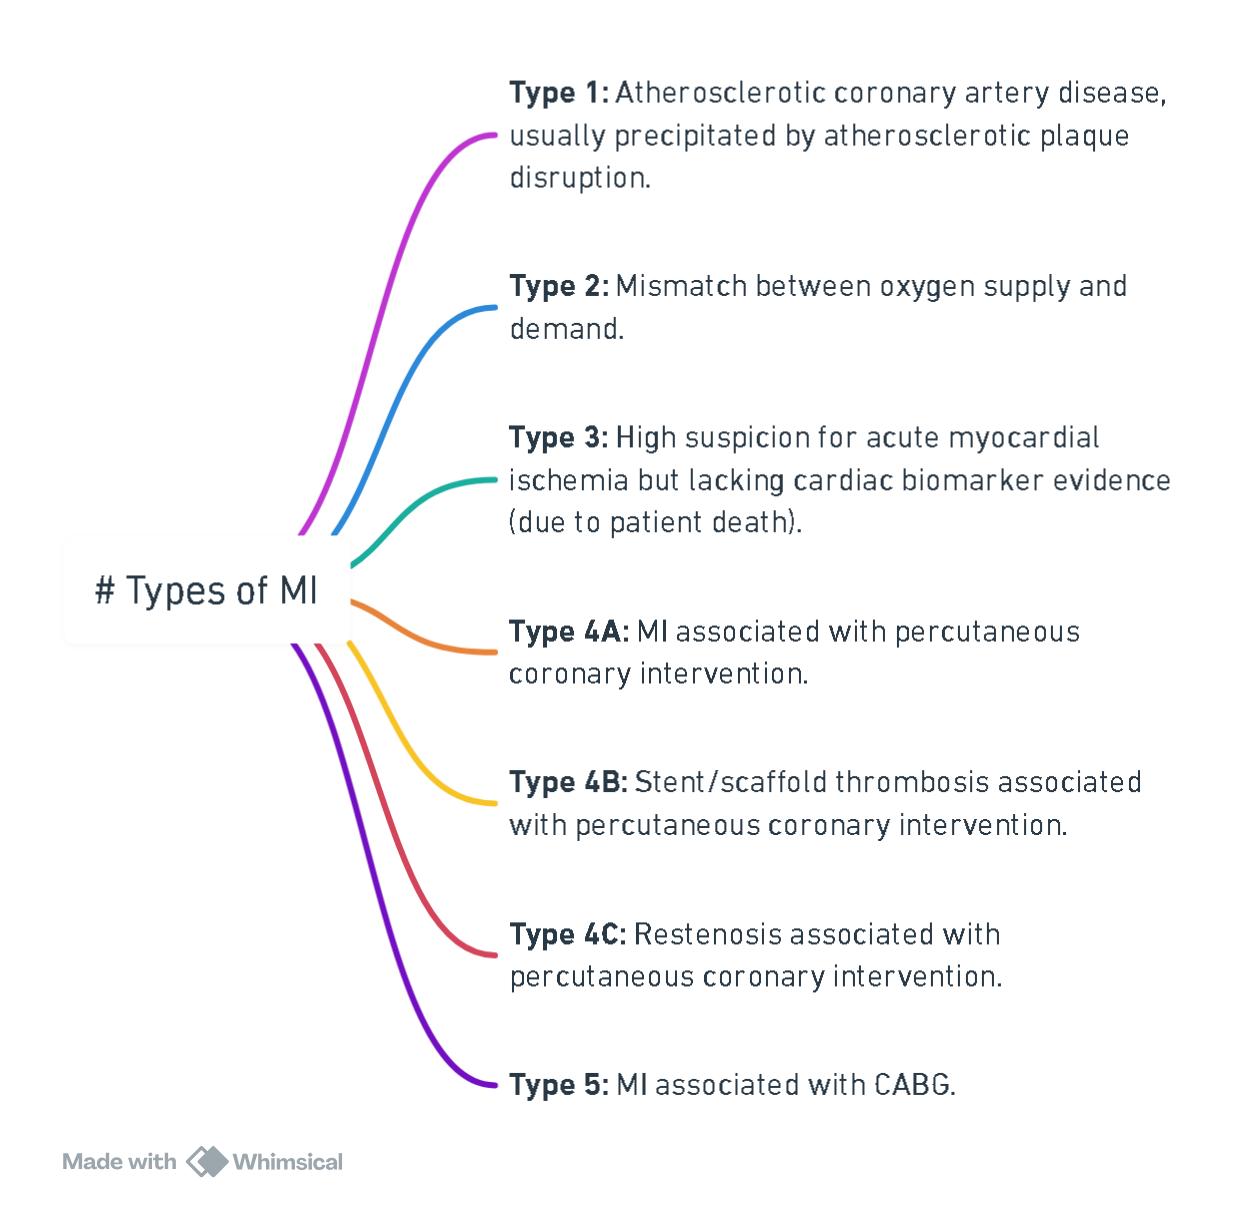 Type 1: Atherosclerotic coronary artery disease,
usually precipitated by atherosclerotic plaque
disruption.
Type 2: Mismatch between oxygen supply and
demand.
Type 3: High suspicion for acute myocardial
ischemia but lacking cardiac biomarker evidence
(due to patient death).
# Types of MI
Type 4A: MI associated with percutaneous
coronary intervention.
Type 4B: Stent/scaffold thrombosis associated
with percutaneous coronary intervention.
Type 4C: Restenosis associated with
percutaneous coronary intervention.
Type 5: MI associated with CABG.
Made with Whimsical